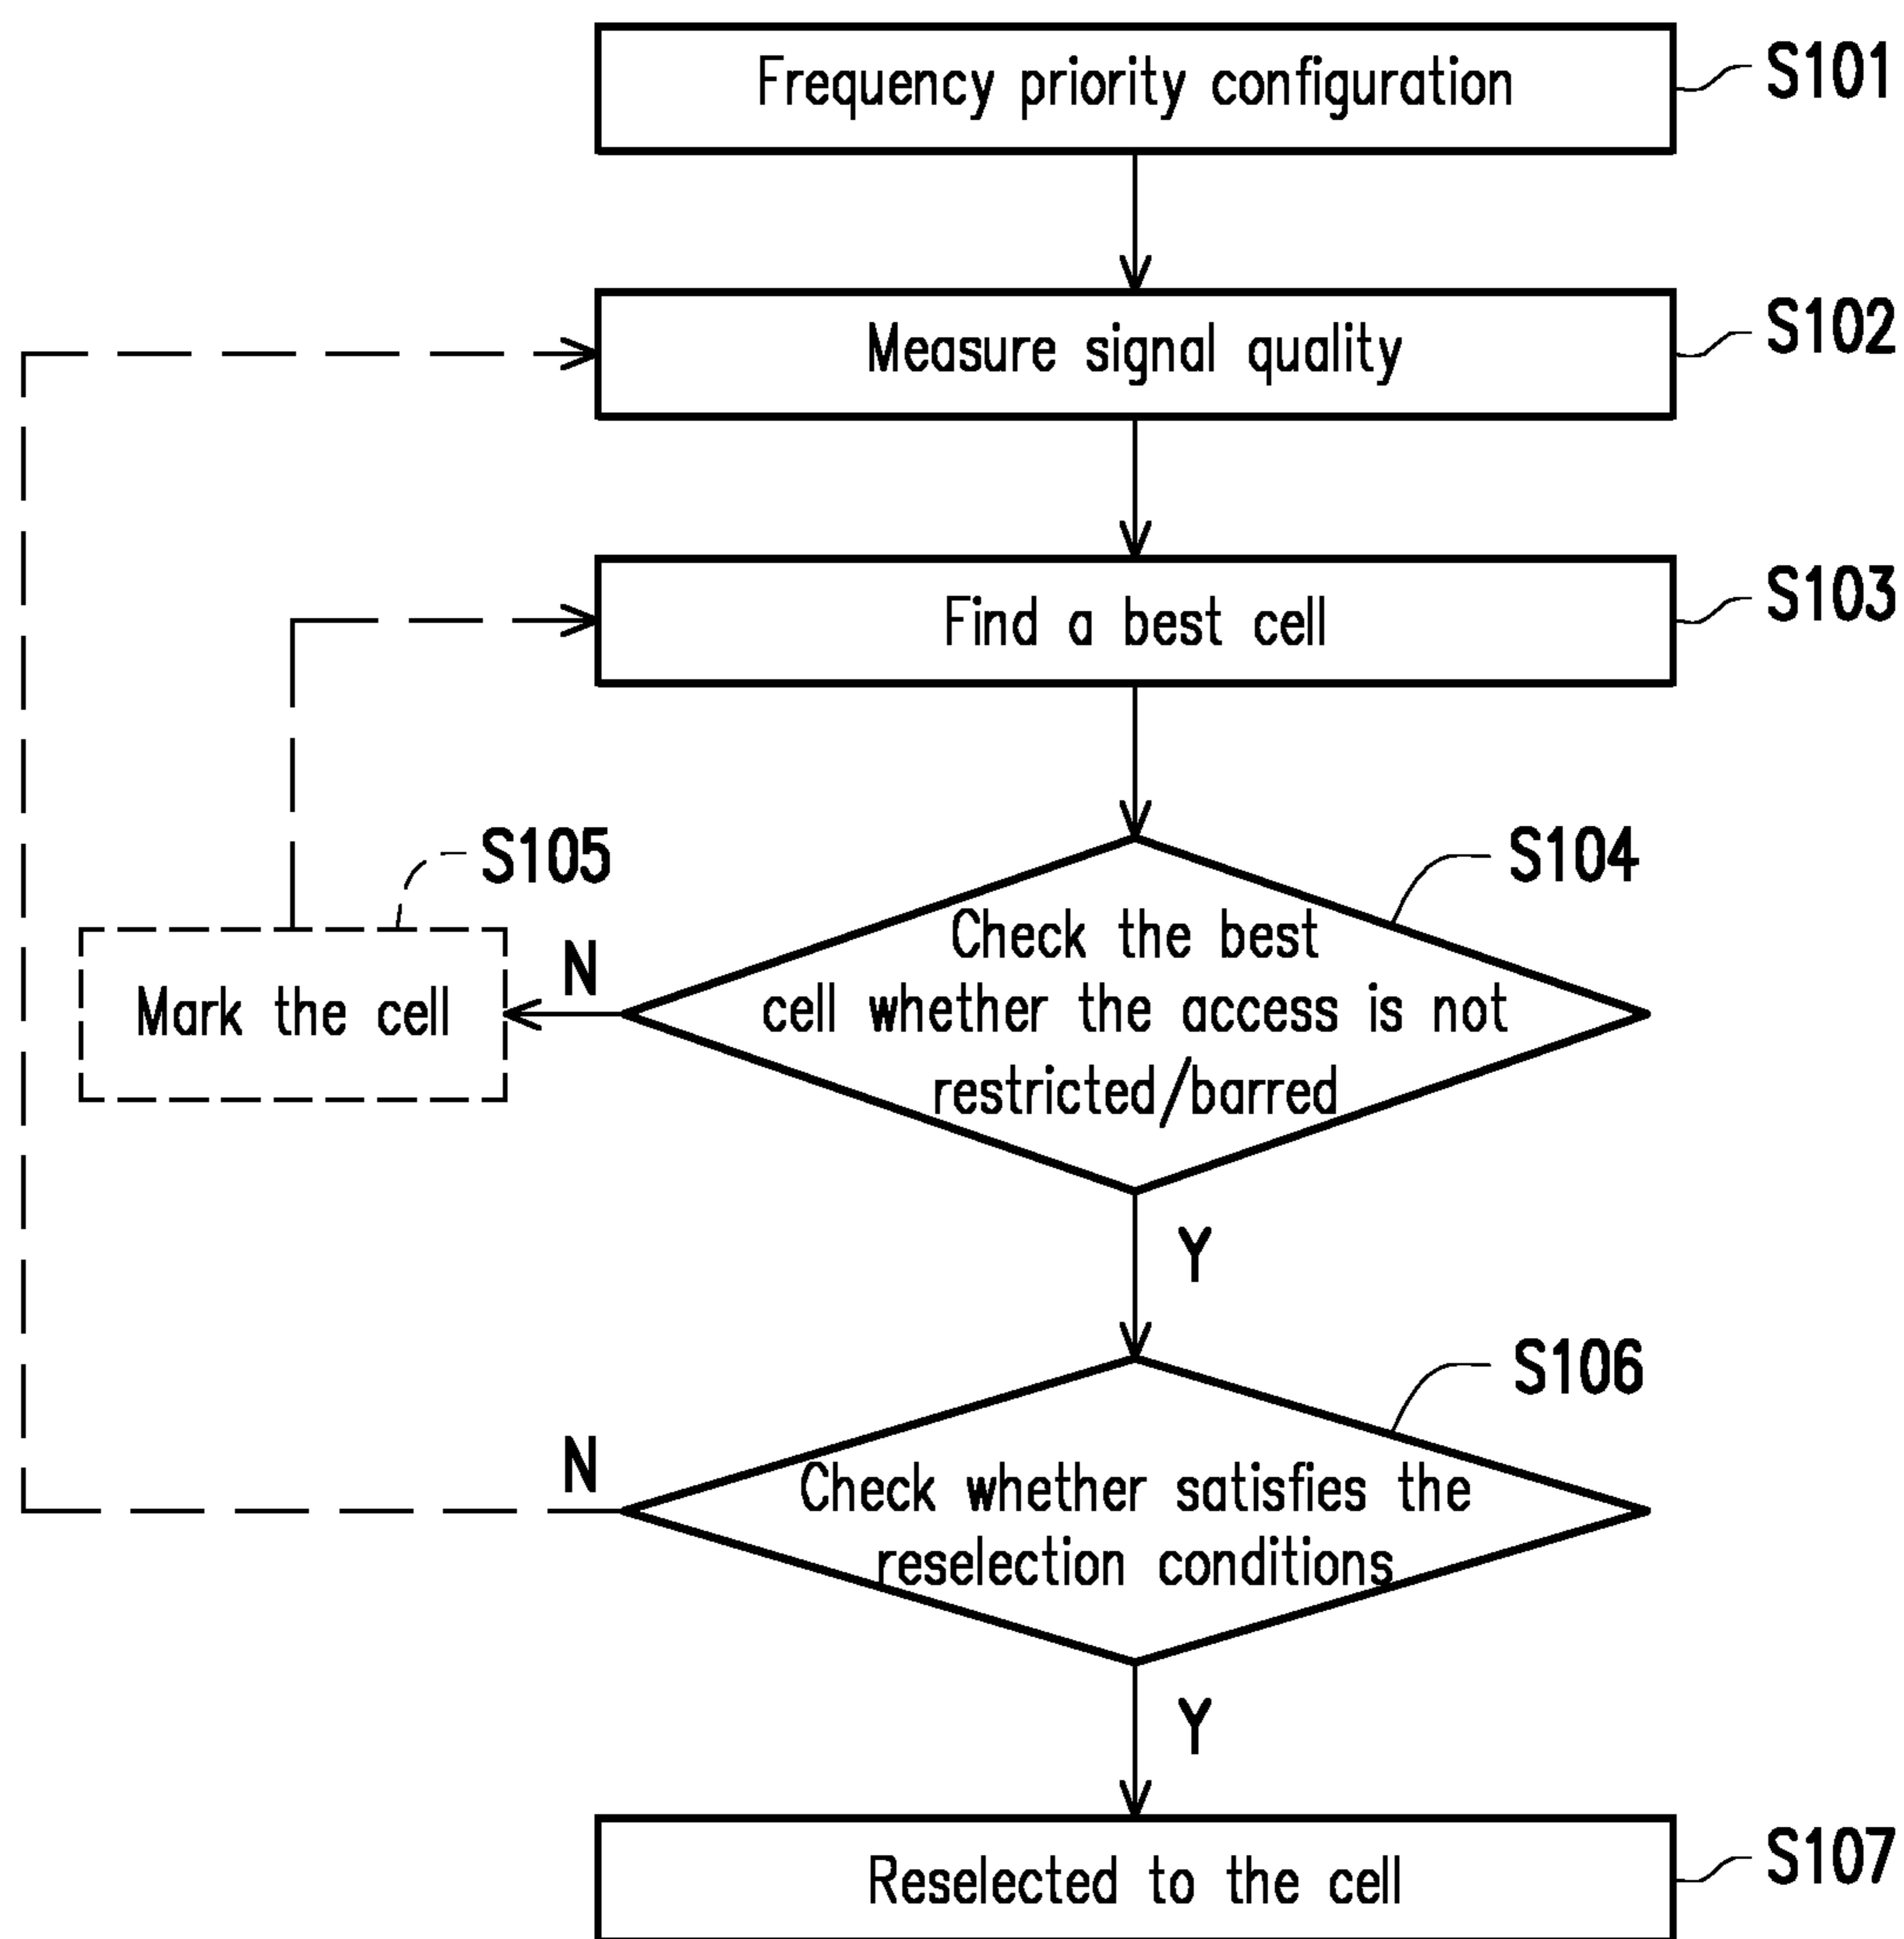 Frequency priority configuration
S101
Measure signal quality
S102
Find a best cell
S103
S105
S104
Mark the cell
N
Check the best
cell whether the access is not
restricted/barred
Y
S106
N
Check whether satisfies the
reselection conditions
Y
Reselected to the cell
S107